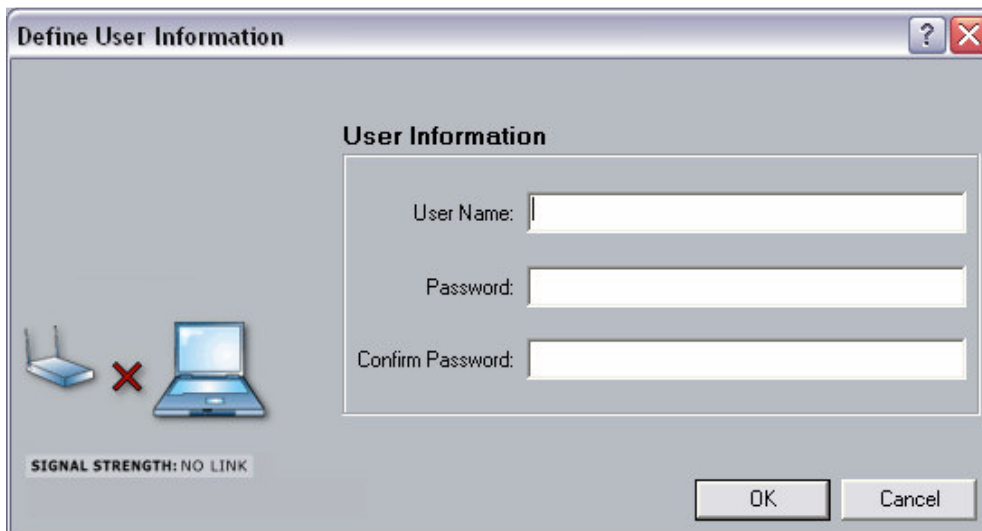 Define User Information
User Information
User Name:
Password:
Confirm Password:
SIGNAL STRENGTH: NO LINK
OK
Cancel